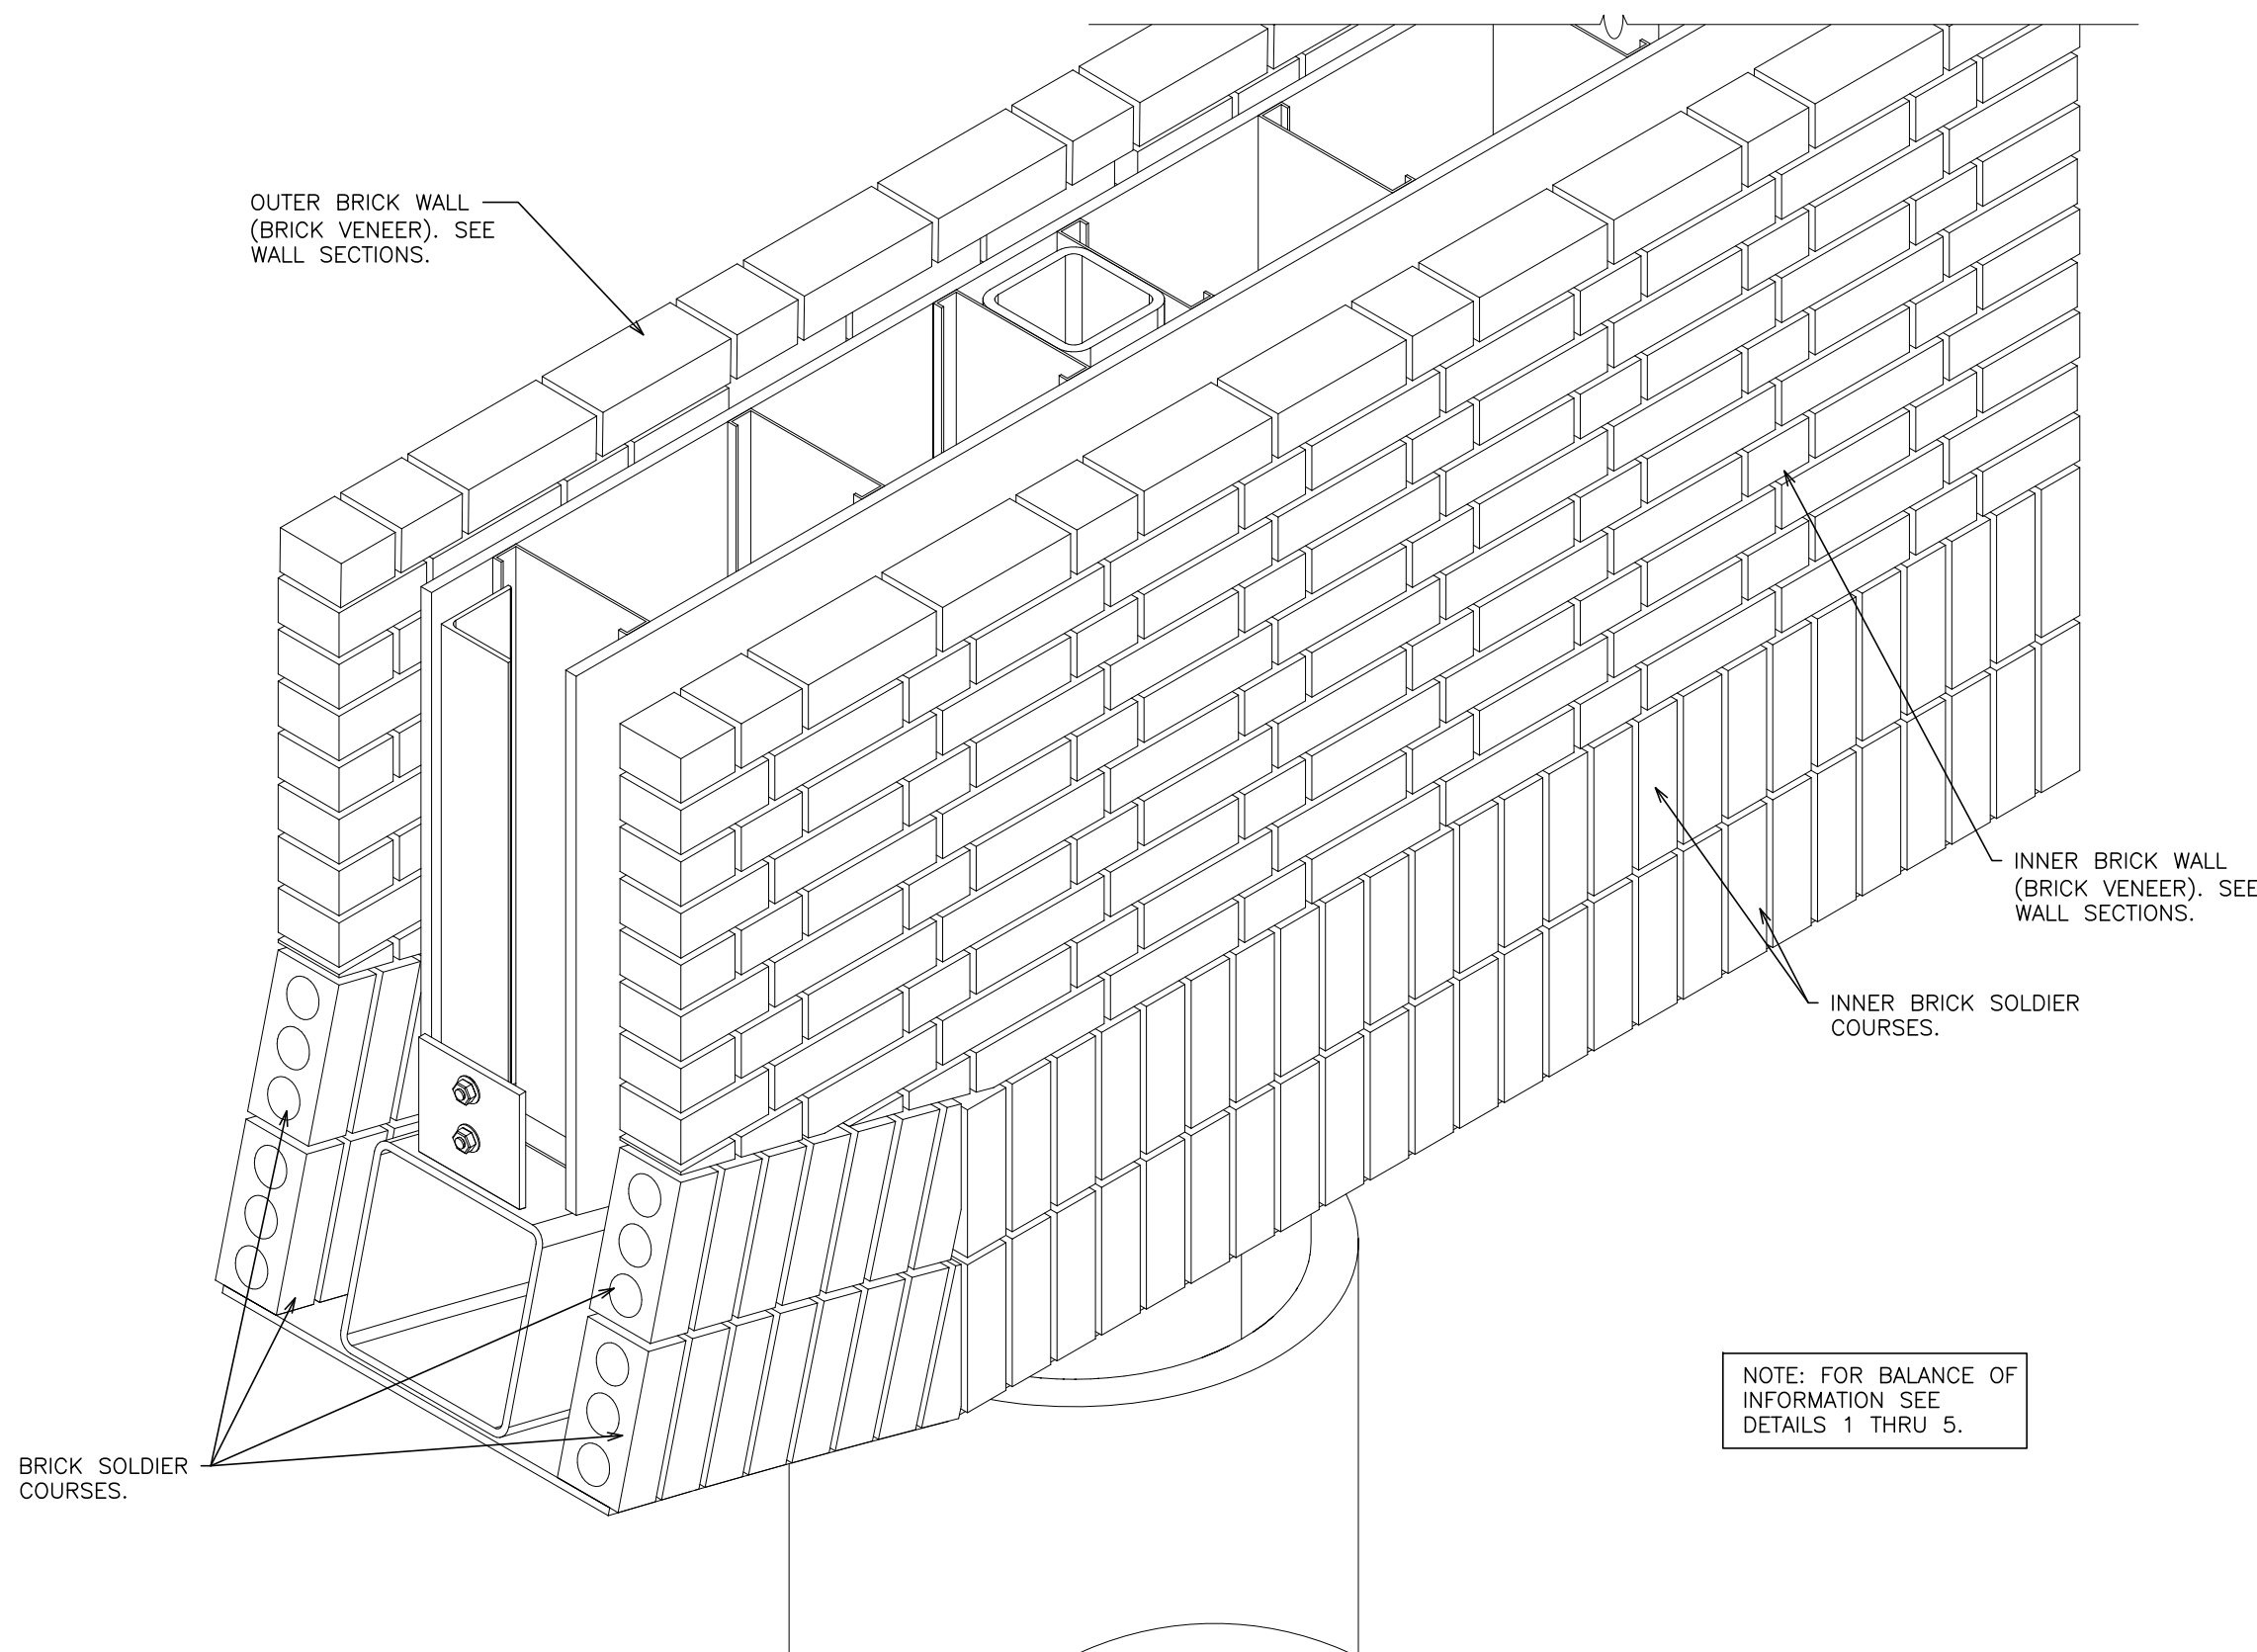 OUTER BRICK WALL
(BRICK VENEER). SEE
WALL SECTIONS.
INNER BRICK WALL
(BRICK VENEER). SEE
WALL SECTIONS.
INNER BRICK SOLDIER
COURSES.
NOTE: FOR BALANCE OF
INFORMATION SEE
DETAILS 1 THRU 5.
BRICK SOLDIER
COURSES.